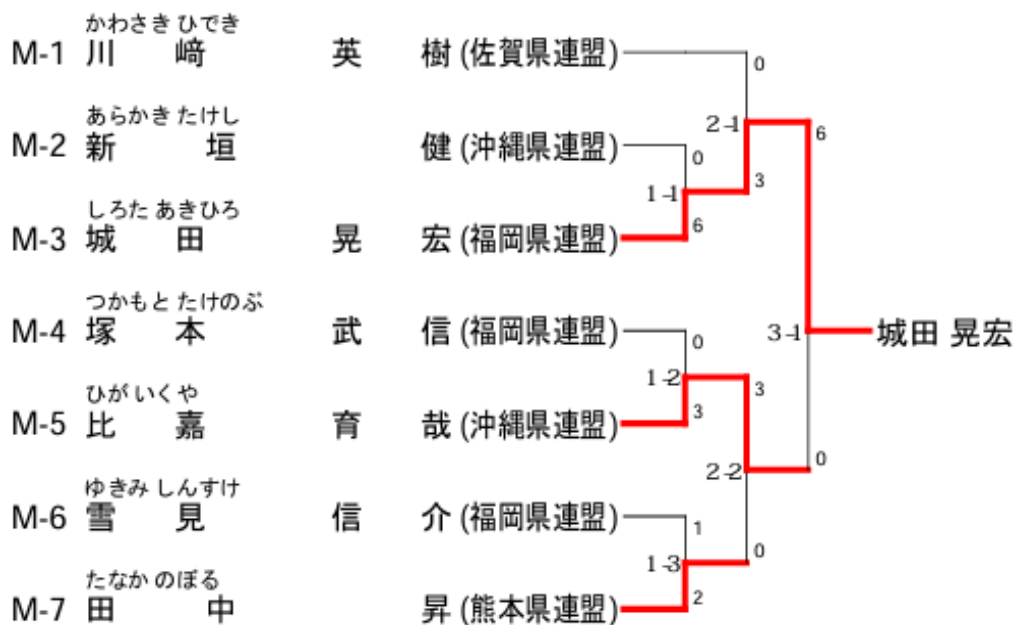 かわさき ひでき
M-1 川 﨑 英 樹 (佐賀県連盟)
0
あらかき たけし
2-1
6
M-2 新 垣 健 (沖縄県連盟)
0
1-1
3
しろた あきひろ
6
M-3 城 田 晃 宏 (福岡県連盟)
つかもと たけのぶ
M-4 塚 本 武 信 (福岡県連盟)
0
3-1
城田 晃宏
1-2
3
ひが いくや
3
M-5 比 嘉 育 哉 (沖縄県連盟)
2-2
0
ゆきみ しんすけ
M-6 雪 見 信 介 (福岡県連盟)
1
1-3
0
たなか のぼる
2
M-7 田 中 昇 (熊本県連盟)